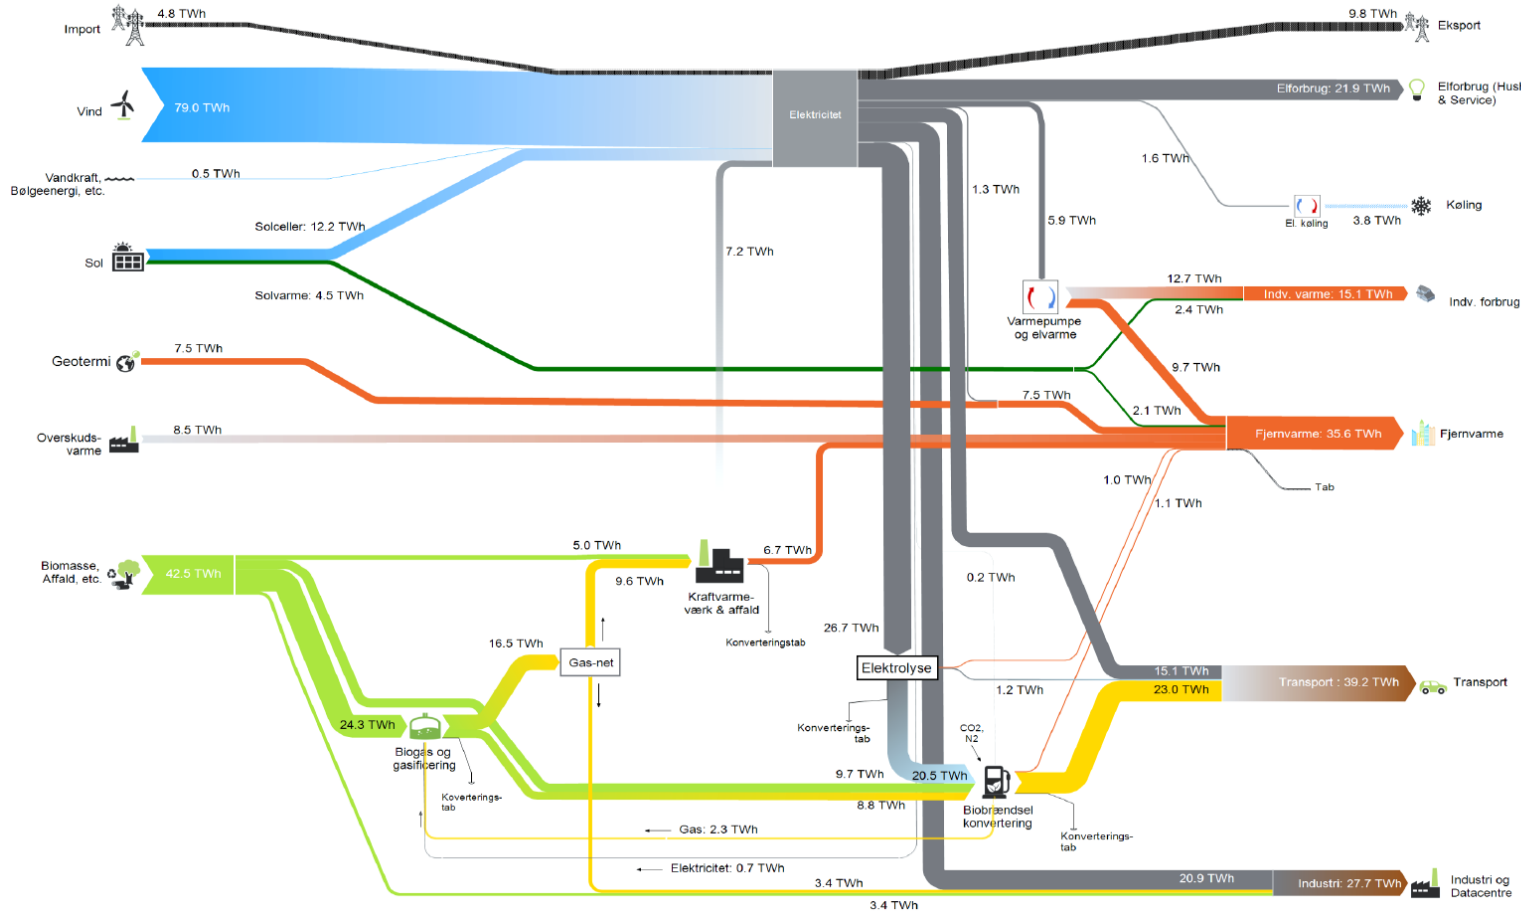 4.8 TWh
9.8 TWh
Import
Eksport
Elforbrug: 21.9 TWh
Elforbrug (Hush
& Service)
Vind
79.0 TWh
Elektricitet
1.6 TWh
0.5 TWh
Vandkraft,
Bølgeenergi, etc.
1.3 TWh
5.9 TWh
Solceller: 12.2 TWh
El. køling
3.8 TWh
Køling
Sol
7.2 TWh
Solvarme: 4.5 TWh
12.7 TWh
Indv. varme: 15.1 TWh
Indv. forbrug
2.4 TWh
Varmepumpe
og elvarme
Geotermi
7.5 TWh
9.7 TWh
7.5 TWh
2.1 TWh
Overskuds-
varme
8.5 TWh
Fjernvarme: 35.6 TWh
Fjernvarme
1.0 TWh
1.1 TWh
Tab
Biomasse,
Affald, etc.
42.5 TWh
5.0 TWh
9.6 TWh
6.7 TWh
0.2 TWh
Kraftvarme-
værk & affald
Konverteringstab
26.7 TWh
16.5 TWh
Gas-net
Elektrolyse
1.2 TWh
15.1 TWh
23.0 TWh
Transport : 39.2 TWh
Transport
24.3 TWh
Konverterings-
tab
CO2,
N2
Biogas og
gasificering
9.7 TWh
20.5 TWh
Koverterings-
tab
8.8 TWh
Biobrændsel
konvertering
Gas: 2.3 TWh
Konverterings-
tab
Elektricitet: 0.7 TWh
3.4 TWh
20.9 TWh
Industri: 27.7 TWh
Industri og
Datacentre
3.4 TWh